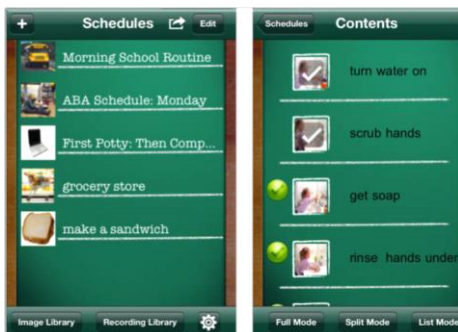 + Schedules Edit
Morning School Routine
ABA Schedule: Monday
First Potty: Then Comp...
grocery store
make a sandwich
Image Library Recording Library
Schedules Contents
turn water on
scrub hands
get soap
rinse hands under
Full Mode Split Mode List Mode